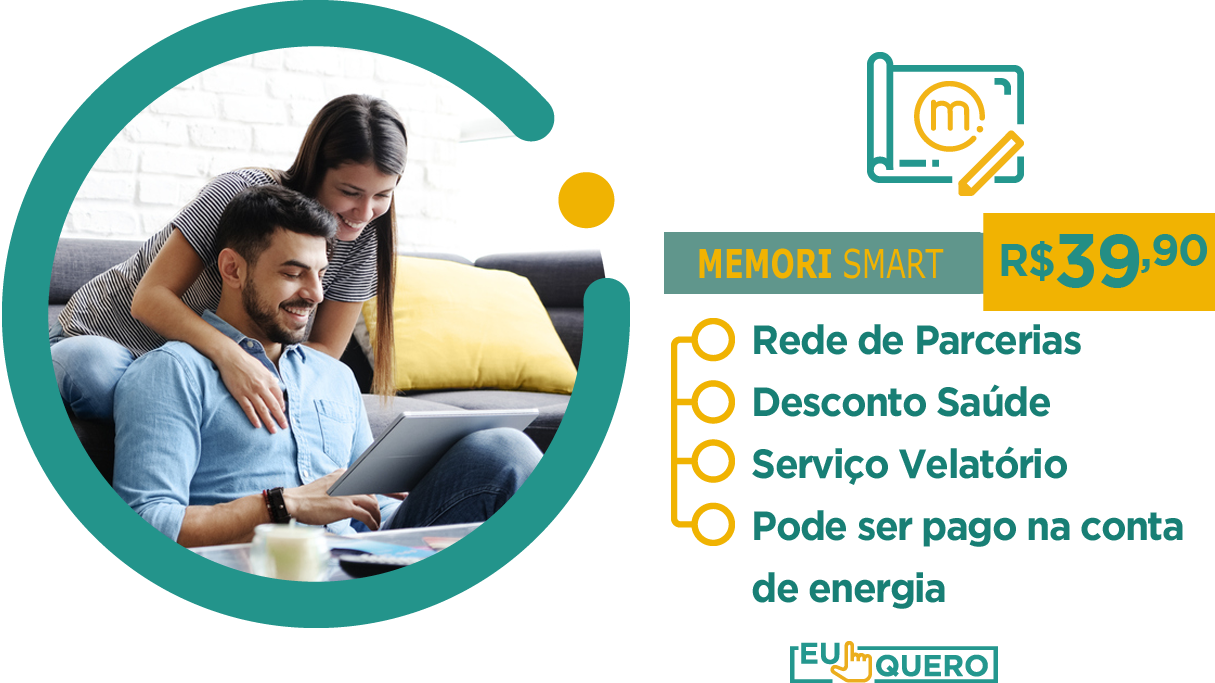 m.
MEMORI SMART
R$39,90
Rede de Parcerias
Desconto Saúde
Serviço Velatório
Pode ser pago na conta
de energia
EU QUERO